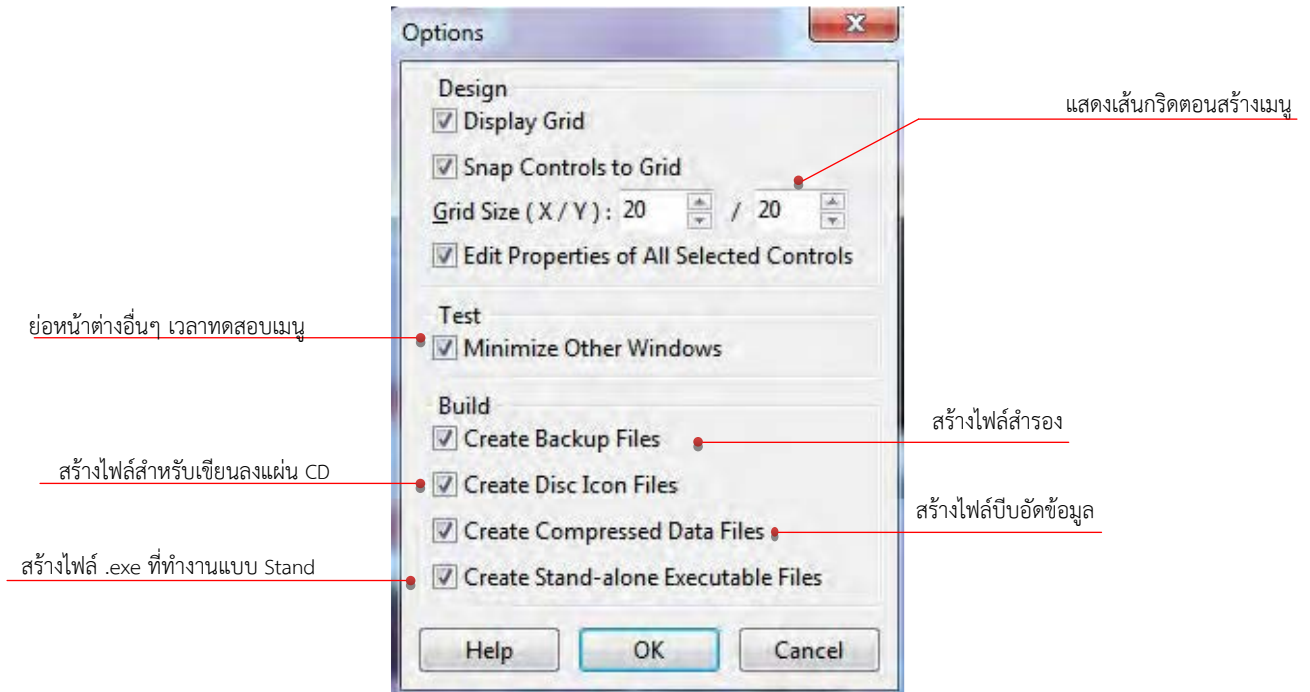 Options
Design
Display Grid
แสดงเส้นกริดตอนสร้างเมนู
Snap Controls to Grid
Grid Size ( X / Y ) : 20 / 20
Edit Properties of All Selected Controls
Test
ย่อหน้าต่างอื่นๆ เวลาทดสอบเมนู
Minimize Other Windows
Build
สร้างไฟล์สำรอง
Create Backup Files
สร้างไฟล์สำหรับเขียนลงแผ่น CD
Create Disc Icon Files
สร้างไฟล์บีบอัดข้อมูล
Create Compressed Data Files
สร้างไฟล์ .exe ที่ทำงานแบบ Stand
Create Stand-alone Executable Files
Help OK Cancel